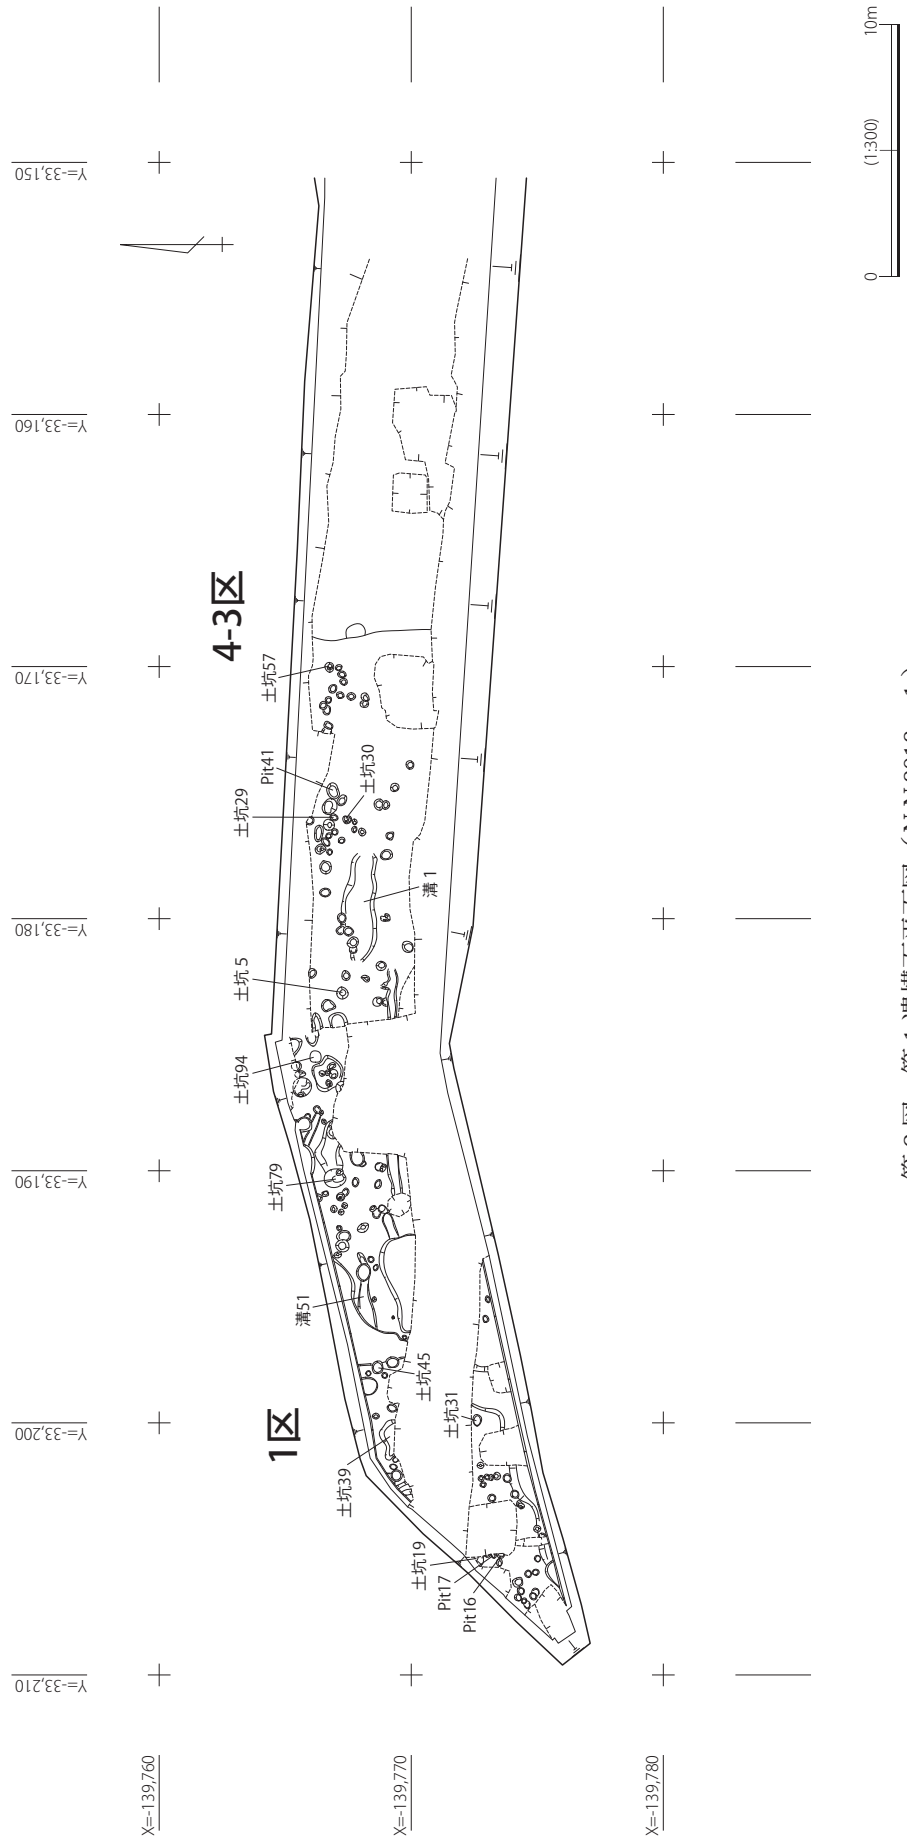 X=-139,760
X=-139,770
X=-139,780
Y=-33,210
Y=-33,200
Y=-33,190
Y=-33,180
Y=-33,170
Y=-33,160
Y=-33,150
1区
4-3区
Pit16
Pit17
土坑19
土坑39
土坑31
土坑45
溝51
土坑79
土坑94
土坑 5
溝 1
土坑29
Pit41
土坑30
土坑57
0
(1:300)
10m